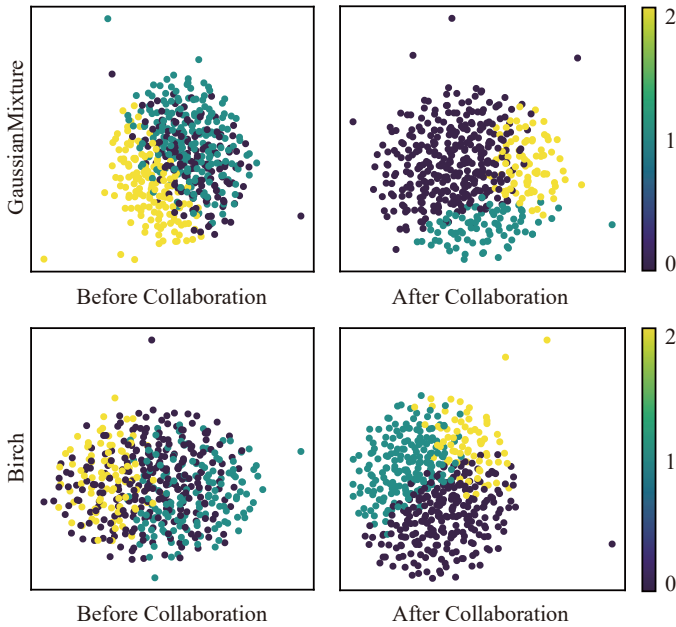 GaussianMixture
2
1
0
Before Collaboration
After Collaboration
Birch
2
1
0
Before Collaboration
After Collaboration